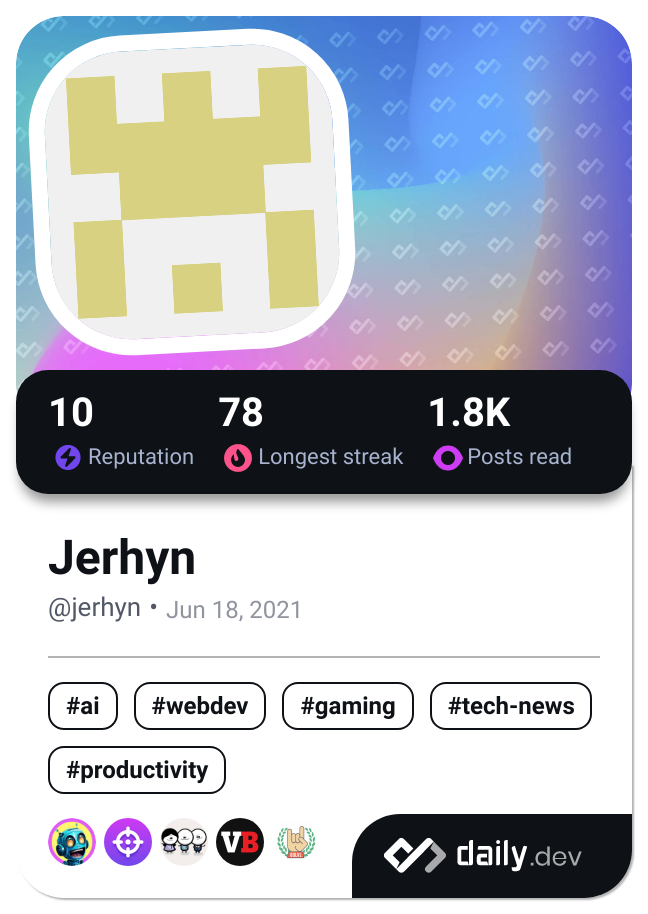 10 78 1.8K
Reputation Longest streak Posts read
Jerhyn
@jerhyn • Jun 18, 2021
#ai #webdev #gaming #tech-news
#productivity
VB
daily.dev